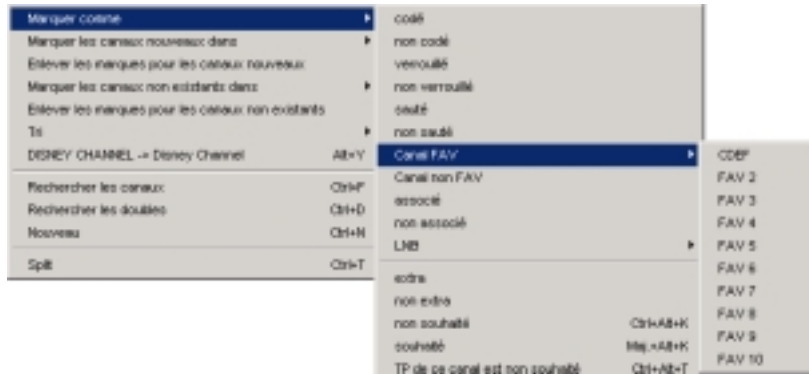 Marquer comme
Marquer les canaux nouveaux dans
Enlever les marques pour les canaux nouveaux
Marquer les canaux non existants dans
Enlever les marques pour les canaux non existants
Tri
DISNEY CHANNEL -> Disney Channel Alt+Y
Rechercher les canaux Ctrl+F
Rechercher les doubles Ctrl+D
Nouveau Ctrl+N
Split Ctrl+T
codé
non codé
verrouillé
non verrouillé
sauté
non sauté
Canal FAV
Canal non FAV
associé
non associé
LNB
extra
non extra
non souhaité Ctrl+Alt+K
souhaité Maj.+Alt+K
TP de ce canal est non souhaité Ctrl+Alt+T
CDEF
FAV 2
FAV 3
FAV 4
FAV 5
FAV 6
FAV 7
FAV 8
FAV 9
FAV 10